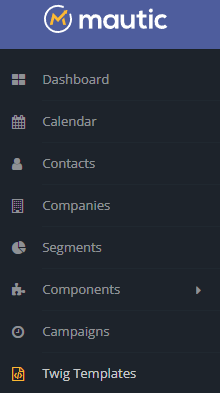 mautic
Dashboard
Calendar
Contacts
Companies
Segments
Components
Campaigns
Twig Templates